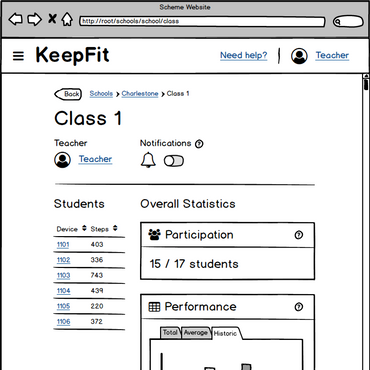 Scheme Website
http://root/schools/school/class
KeepFit
Need help?
Teacher
Back
Schools
Charlestone
Class 1
Class 1
Teacher
Notifications ?
Teacher
Students
Overall Statistics
Device Steps
1101 403
1102 336
1103 743
1104 439
1105 220
1106 372
Participation ?
15 / 17 students
Performance ?
Total Average Historic